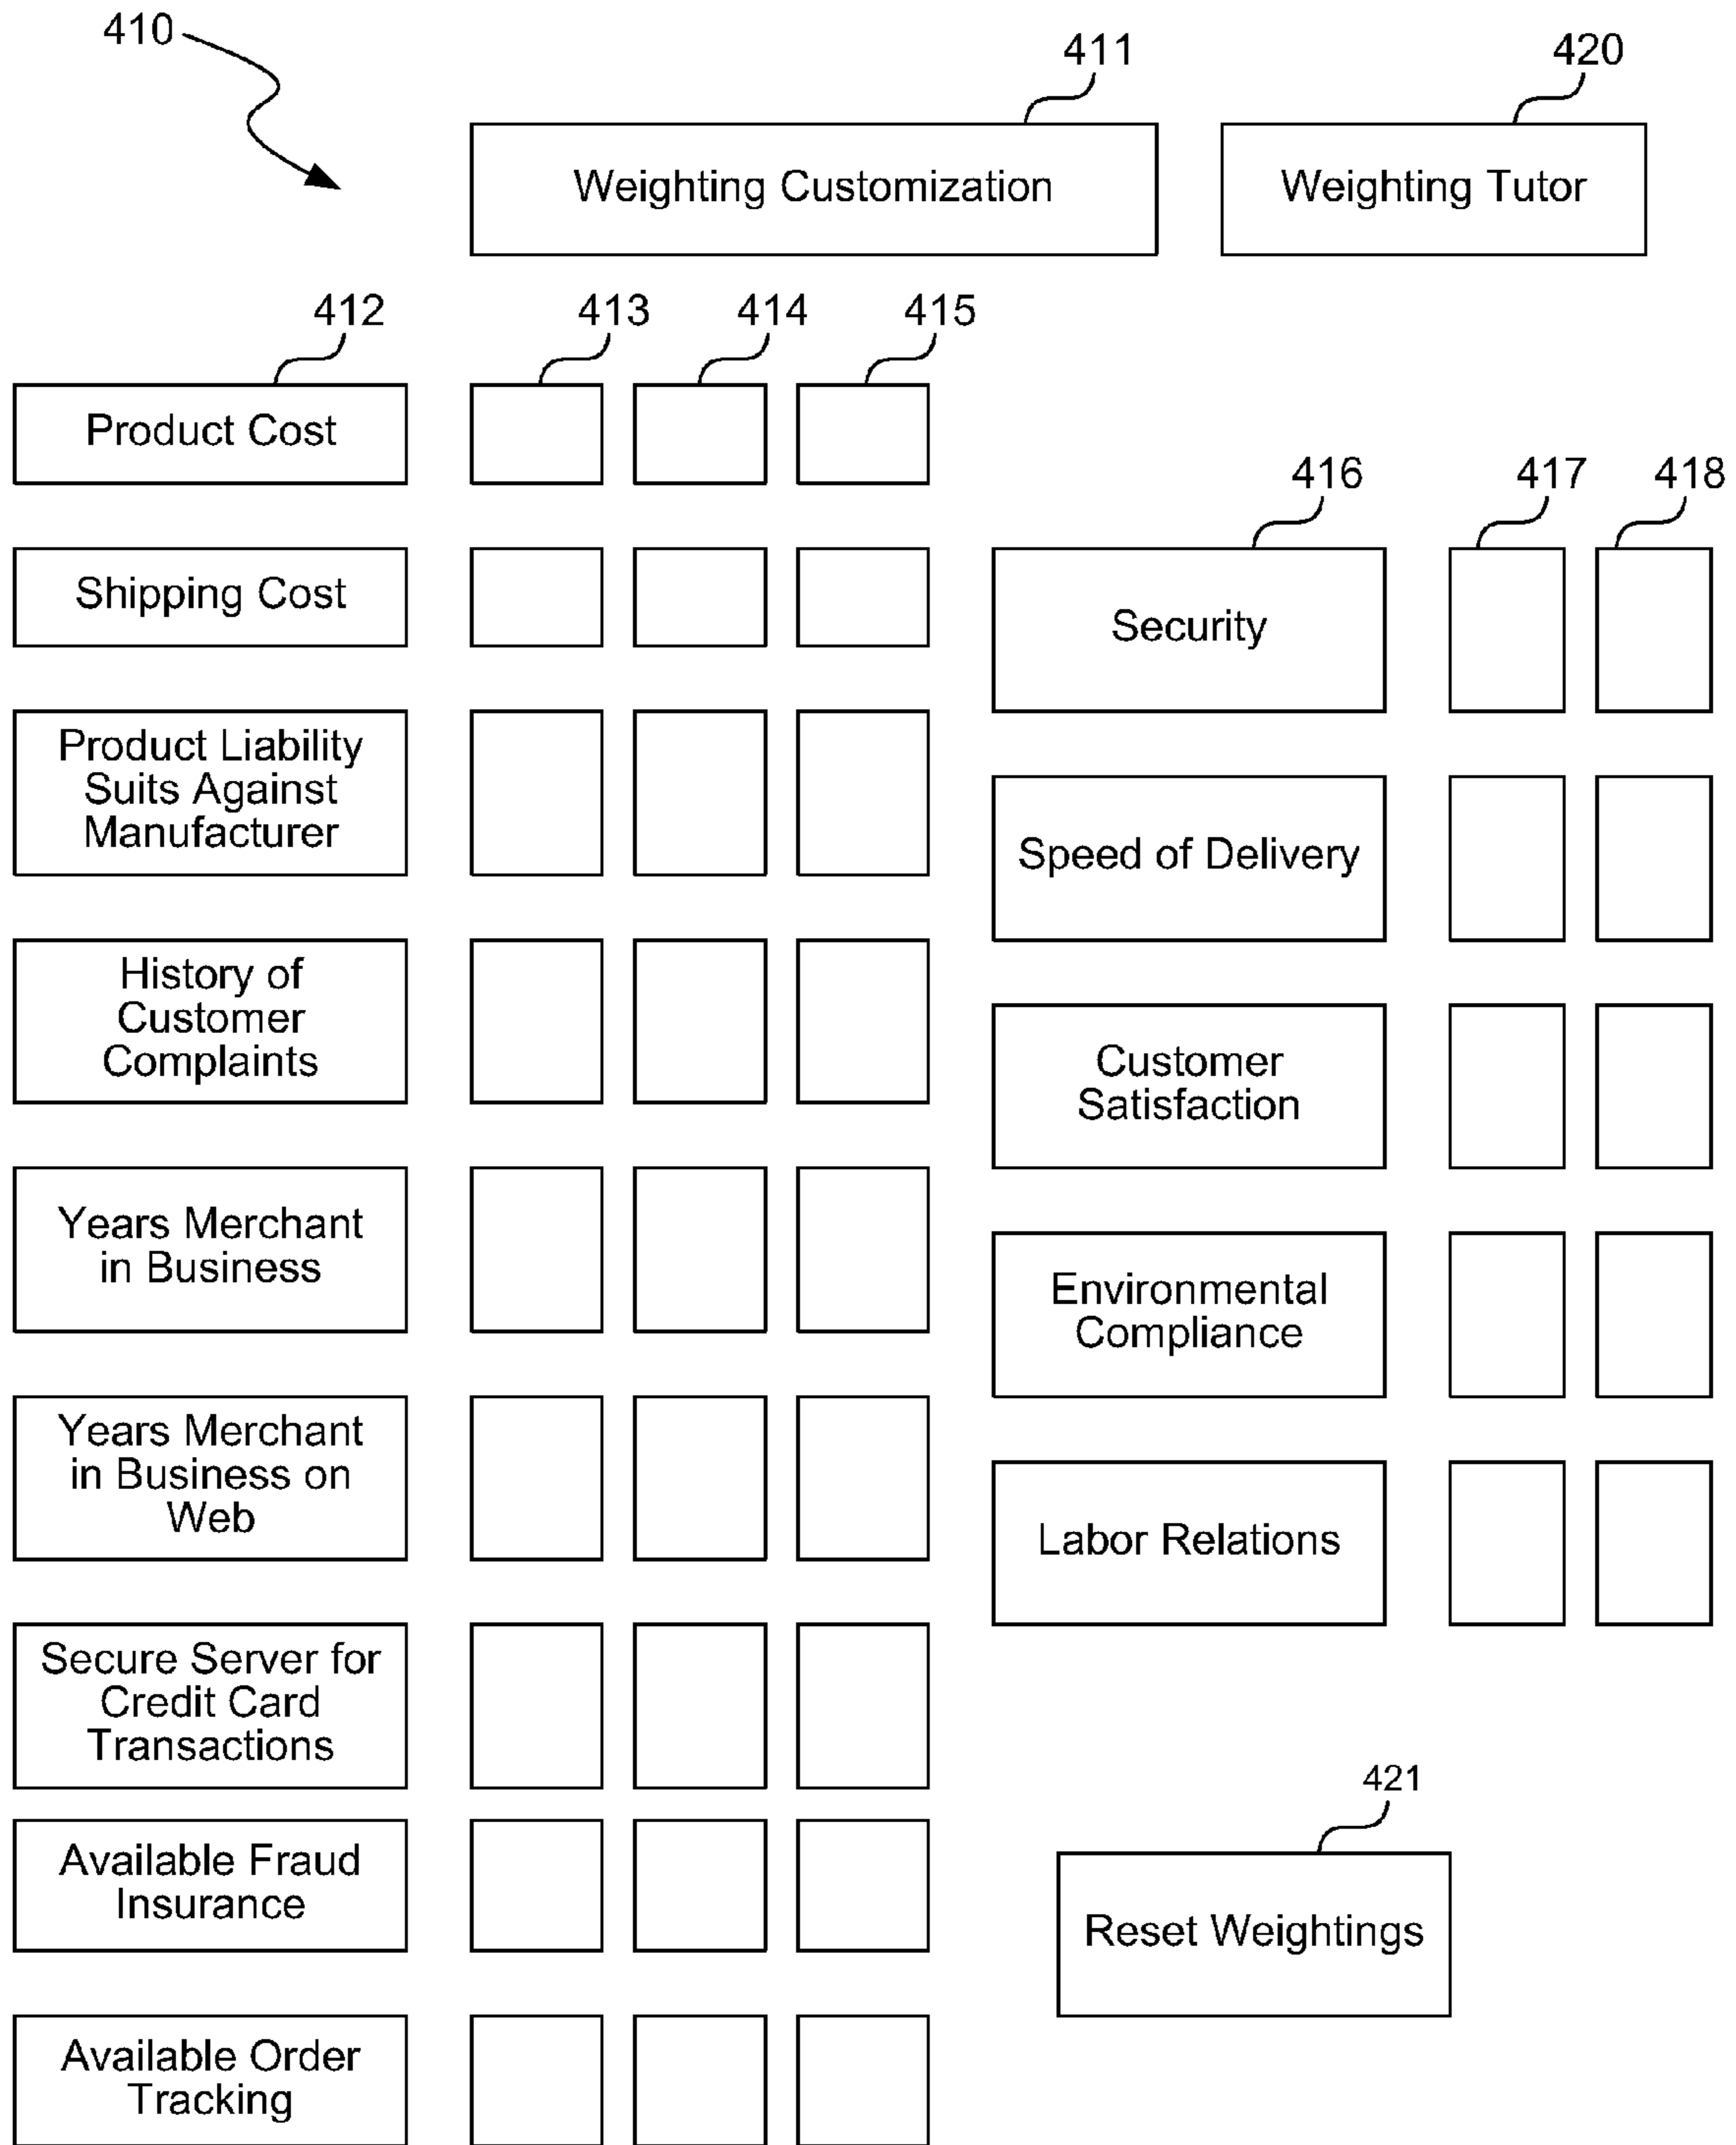 410
411
420
Weighting Customization
Weighting Tutor
412
413
414
415
Product Cost
416
417
418
Shipping Cost
Security
Product Liability
Suits Against
Manufacturer
Speed of Delivery
History of
Customer
Complaints
Customer
Satisfaction
Years Merchant
in Business
Environmental
Compliance
Years Merchant
in Business on
Web
Labor Relations
Secure Server for
Credit Card
Transactions
421
Available Fraud
Insurance
Reset Weightings
Available Order
Tracking